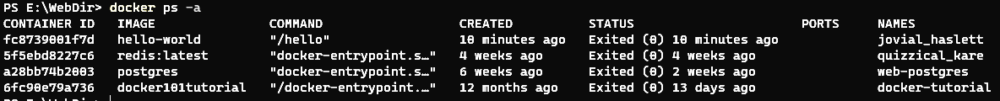 PS E:\WebDir> docker ps -a
CONTAINER ID   IMAGE               COMMAND                  CREATED          STATUS                      PORTS     NAMES
fc8739001f7d   hello-world         "/hello"                 10 minutes ago   Exited (0) 10 minutes ago             jovial_haslett
5f5ebd8227c6   redis:latest        "docker-entrypoint.s…"   4 weeks ago      Exited (0) 4 weeks ago                quizzical_kare
a28bb74b2003   postgres            "docker-entrypoint.s…"   6 weeks ago      Exited (0) 2 weeks ago                web-postgres
6fc90e79a736   docker101tutorial   "/docker-entrypoint.…"   12 months ago    Exited (0) 13 days ago                docker-tutorial